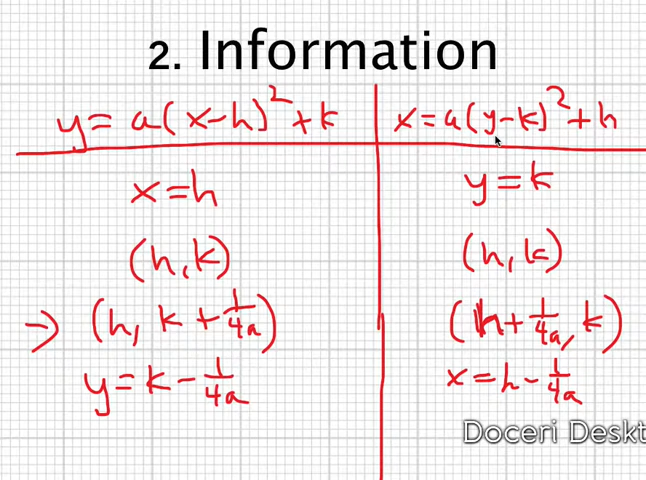 2. Information
y = a(x-h)² + k
x = a(y-k)² + h
x = h
y = k
(h, k)
(h, k)
→ (h, k + 1/4a)
(h + 1/4a, k)
y = k - 1/4a
x = h - 1/4a
Doceri Deskt